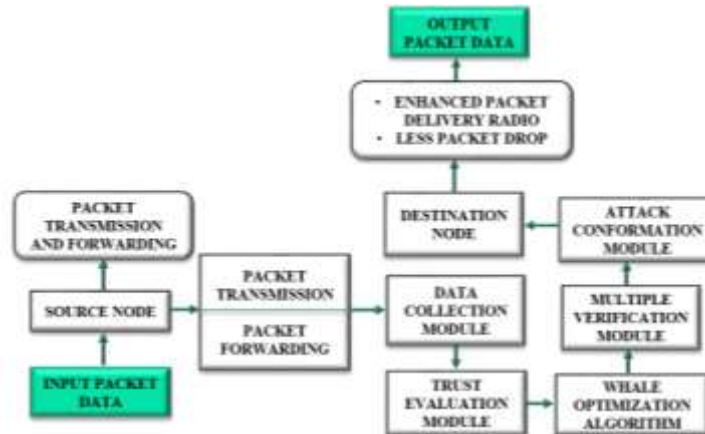 OUTPUT
PACKET DATA
• ENHANCED PACKET
DELIVERY RADIO
• LESS PACKET DROP
PACKET
TRANSMISSION
AND FORWARDING
DESTINATION
NODE
ATTACK
CONFORMATION
MODULE
SOURCE NODE
PACKET
TRANSMISSION
PACKET
FORWARDING
DATA
COLLECTION
MODULE
MULTIPLE
VERIFICATION
MODULE
INPUT PACKET
DATA
TRUST
EVALUATION
MODULE
WHALE
OPTIMIZATION
ALGORITHM